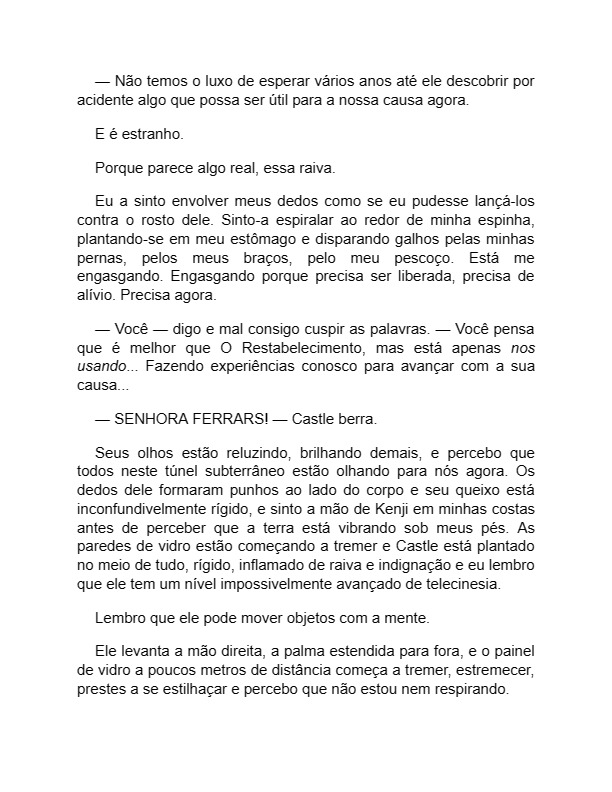 — Não temos o luxo de esperar vários anos até ele descobrir por
acidente algo que possa ser útil para a nossa causa agora.
E é estranho.
Porque parece algo real, essa raiva.
Eu a sinto envolver meus dedos como se eu pudesse lançá-los
contra o rosto dele. Sinto-a espiralar ao redor de minha espinha,
plantando-se em meu estômago e disparando galhos pelas minhas
pernas, pelos meus braços, pelo meu pescoço. Está me
engasgando. Engasgando porque precisa ser liberada, precisa de
alívio. Precisa agora.
— Você — digo e mal consigo cuspir as palavras. — Você pensa
que é melhor que O Restabelecimento, mas está apenas nos
usando... Fazendo experiências conosco para avançar com a sua
causa...
— SENHORA FERRARS! — Castle berra.
Seus olhos estão reluzindo, brilhando demais, e percebo que
todos neste túnel subterrâneo estão olhando para nós agora. Os
dedos dele formaram punhos ao lado do corpo e seu queixo está
inconfundivelmente rígido, e sinto a mão de Kenji em minhas costas
antes de perceber que a terra está vibrando sob meus pés. As
paredes de vidro estão começando a tremer e Castle está plantado
no meio de tudo, rígido, inflamado de raiva e indignação e eu lembro
que ele tem um nível impossivelmente avançado de telecinesia.
Lembro que ele pode mover objetos com a mente.
Ele levanta a mão direita, a palma estendida para fora, e o painel
de vidro a poucos metros de distância começa a tremer, estremecer,
prestes a se estilhaçar e percebo que não estou nem respirando.